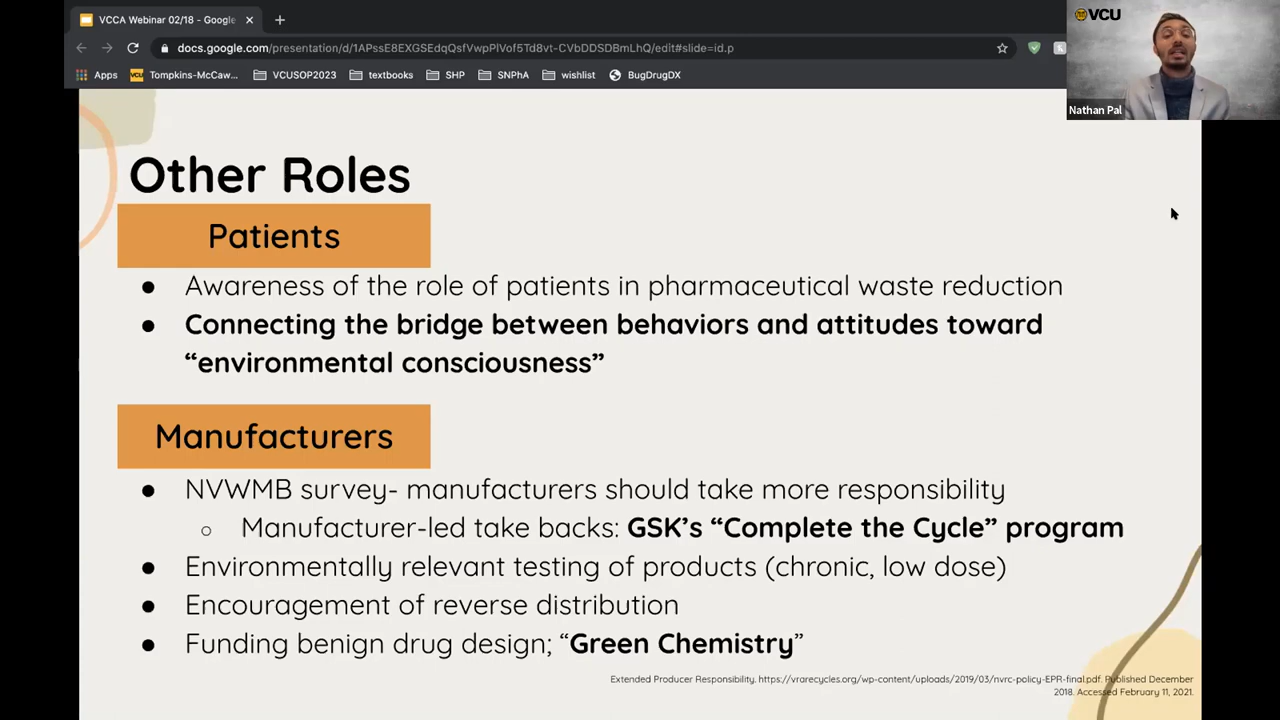 VCCA Webinar 02/18 - Google
docs.google.com/presentation/d/1APssE8EXGSEdqQsfVwpPlVof5Td8vt-CVbDDSDBmLhQ/edit#slide=id.p
Apps
VCU
Tompkins-McCaw...
VCUSOP2023
textbooks
SHP
SNPhA
wishlist
BugDrugDX
VCU
Nathan Pal
Other Roles
Patients
● Awareness of the role of patients in pharmaceutical waste reduction
● Connecting the bridge between behaviors and attitudes toward
“environmental consciousness”
Manufacturers
● NVWMB survey- manufacturers should take more responsibility
○ Manufacturer-led take backs: GSK’s “Complete the Cycle” program
● Environmentally relevant testing of products (chronic, low dose)
● Encouragement of reverse distribution
● Funding benign drug design; “Green Chemistry”
Extended Producer Responsibility. https://vrarecycles.org/wp-content/uploads/2019/03/nvrc-policy-EPR-final.pdf. Published December
2018. Accessed February 11, 2021.